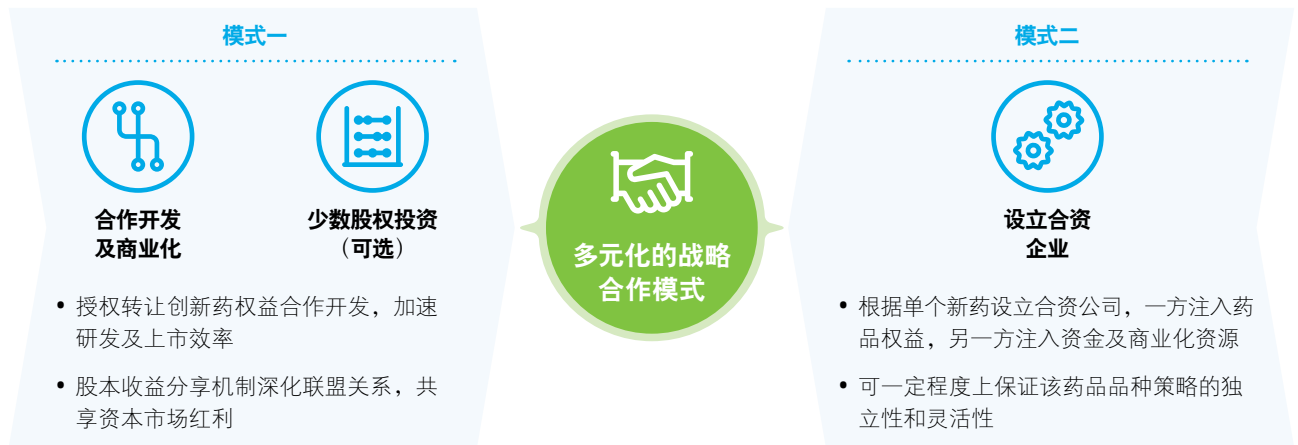 模式一
合作开发
及商业化
少数股权投资
（可选）
• 授权转让创新药权益合作开发，加速
研发及上市效率
• 股本收益分享机制深化联盟关系，共
享资本市场红利
多元化的战略
合作模式
模式二
设立合资
企业
• 根据单个新药设立合资公司，一方注入药
品权益，另一方注入资金及商业化资源
• 可一定程度上保证该药品品种策略的独
立性和灵活性